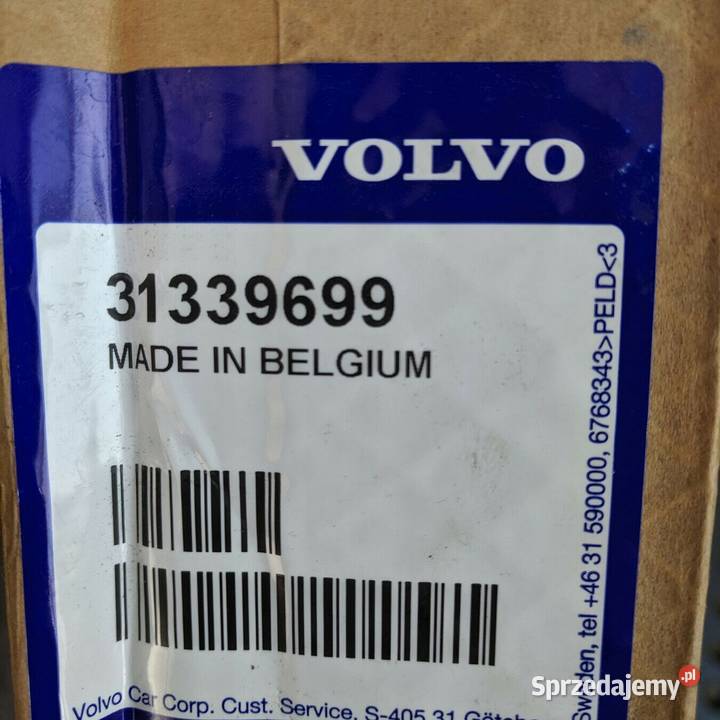 VOLVO
31339699
MADE IN BELGIUM
Volvo Car Corp. Cust. Service, S-405 31
tel +46 31 590000, 6768343>PELD<3
Sprzedajemy.pl